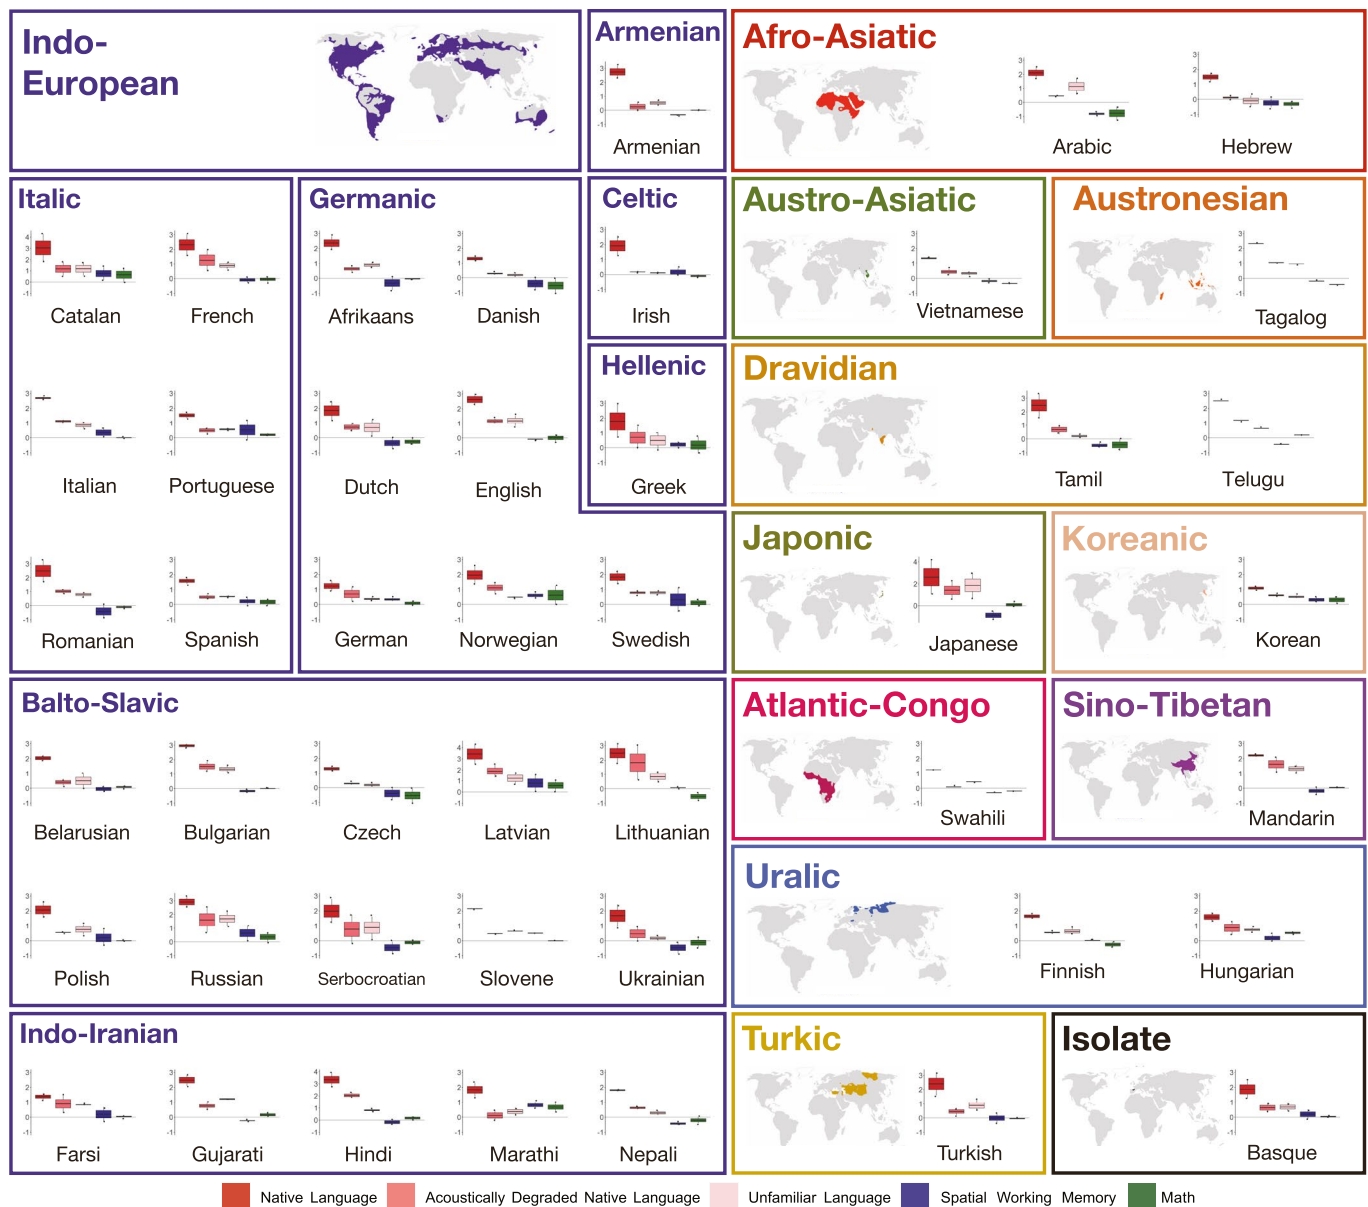 Indo-
European
Armenian
Armenian
Afro-Asiatic
Arabic
Hebrew
Italic
Catalan
French
Italian
Portuguese
Romanian
Spanish
Germanic
Afrikaans
Danish
Dutch
English
German
Norwegian
Swedish
Celtic
Irish
Hellenic
Greek
Austro-Asiatic
Vietnamese
Austronesian
Tagalog
Dravidian
Tamil
Telugu
Japonic
Japanese
Koreanic
Korean
Balto-Slavic
Belarusian
Bulgarian
Czech
Latvian
Lithuanian
Polish
Russian
Serbocroatian
Slovene
Ukrainian
Atlantic-Congo
Swahili
Sino-Tibetan
Mandarin
Uralic
Finnish
Hungarian
Indo-Iranian
Farsi
Gujarati
Hindi
Marathi
Nepali
Turkic
Turkish
Isolate
Basque
Native Language
Acoustically Degraded Native Language
Unfamiliar Language
Spatial Working Memory
Math